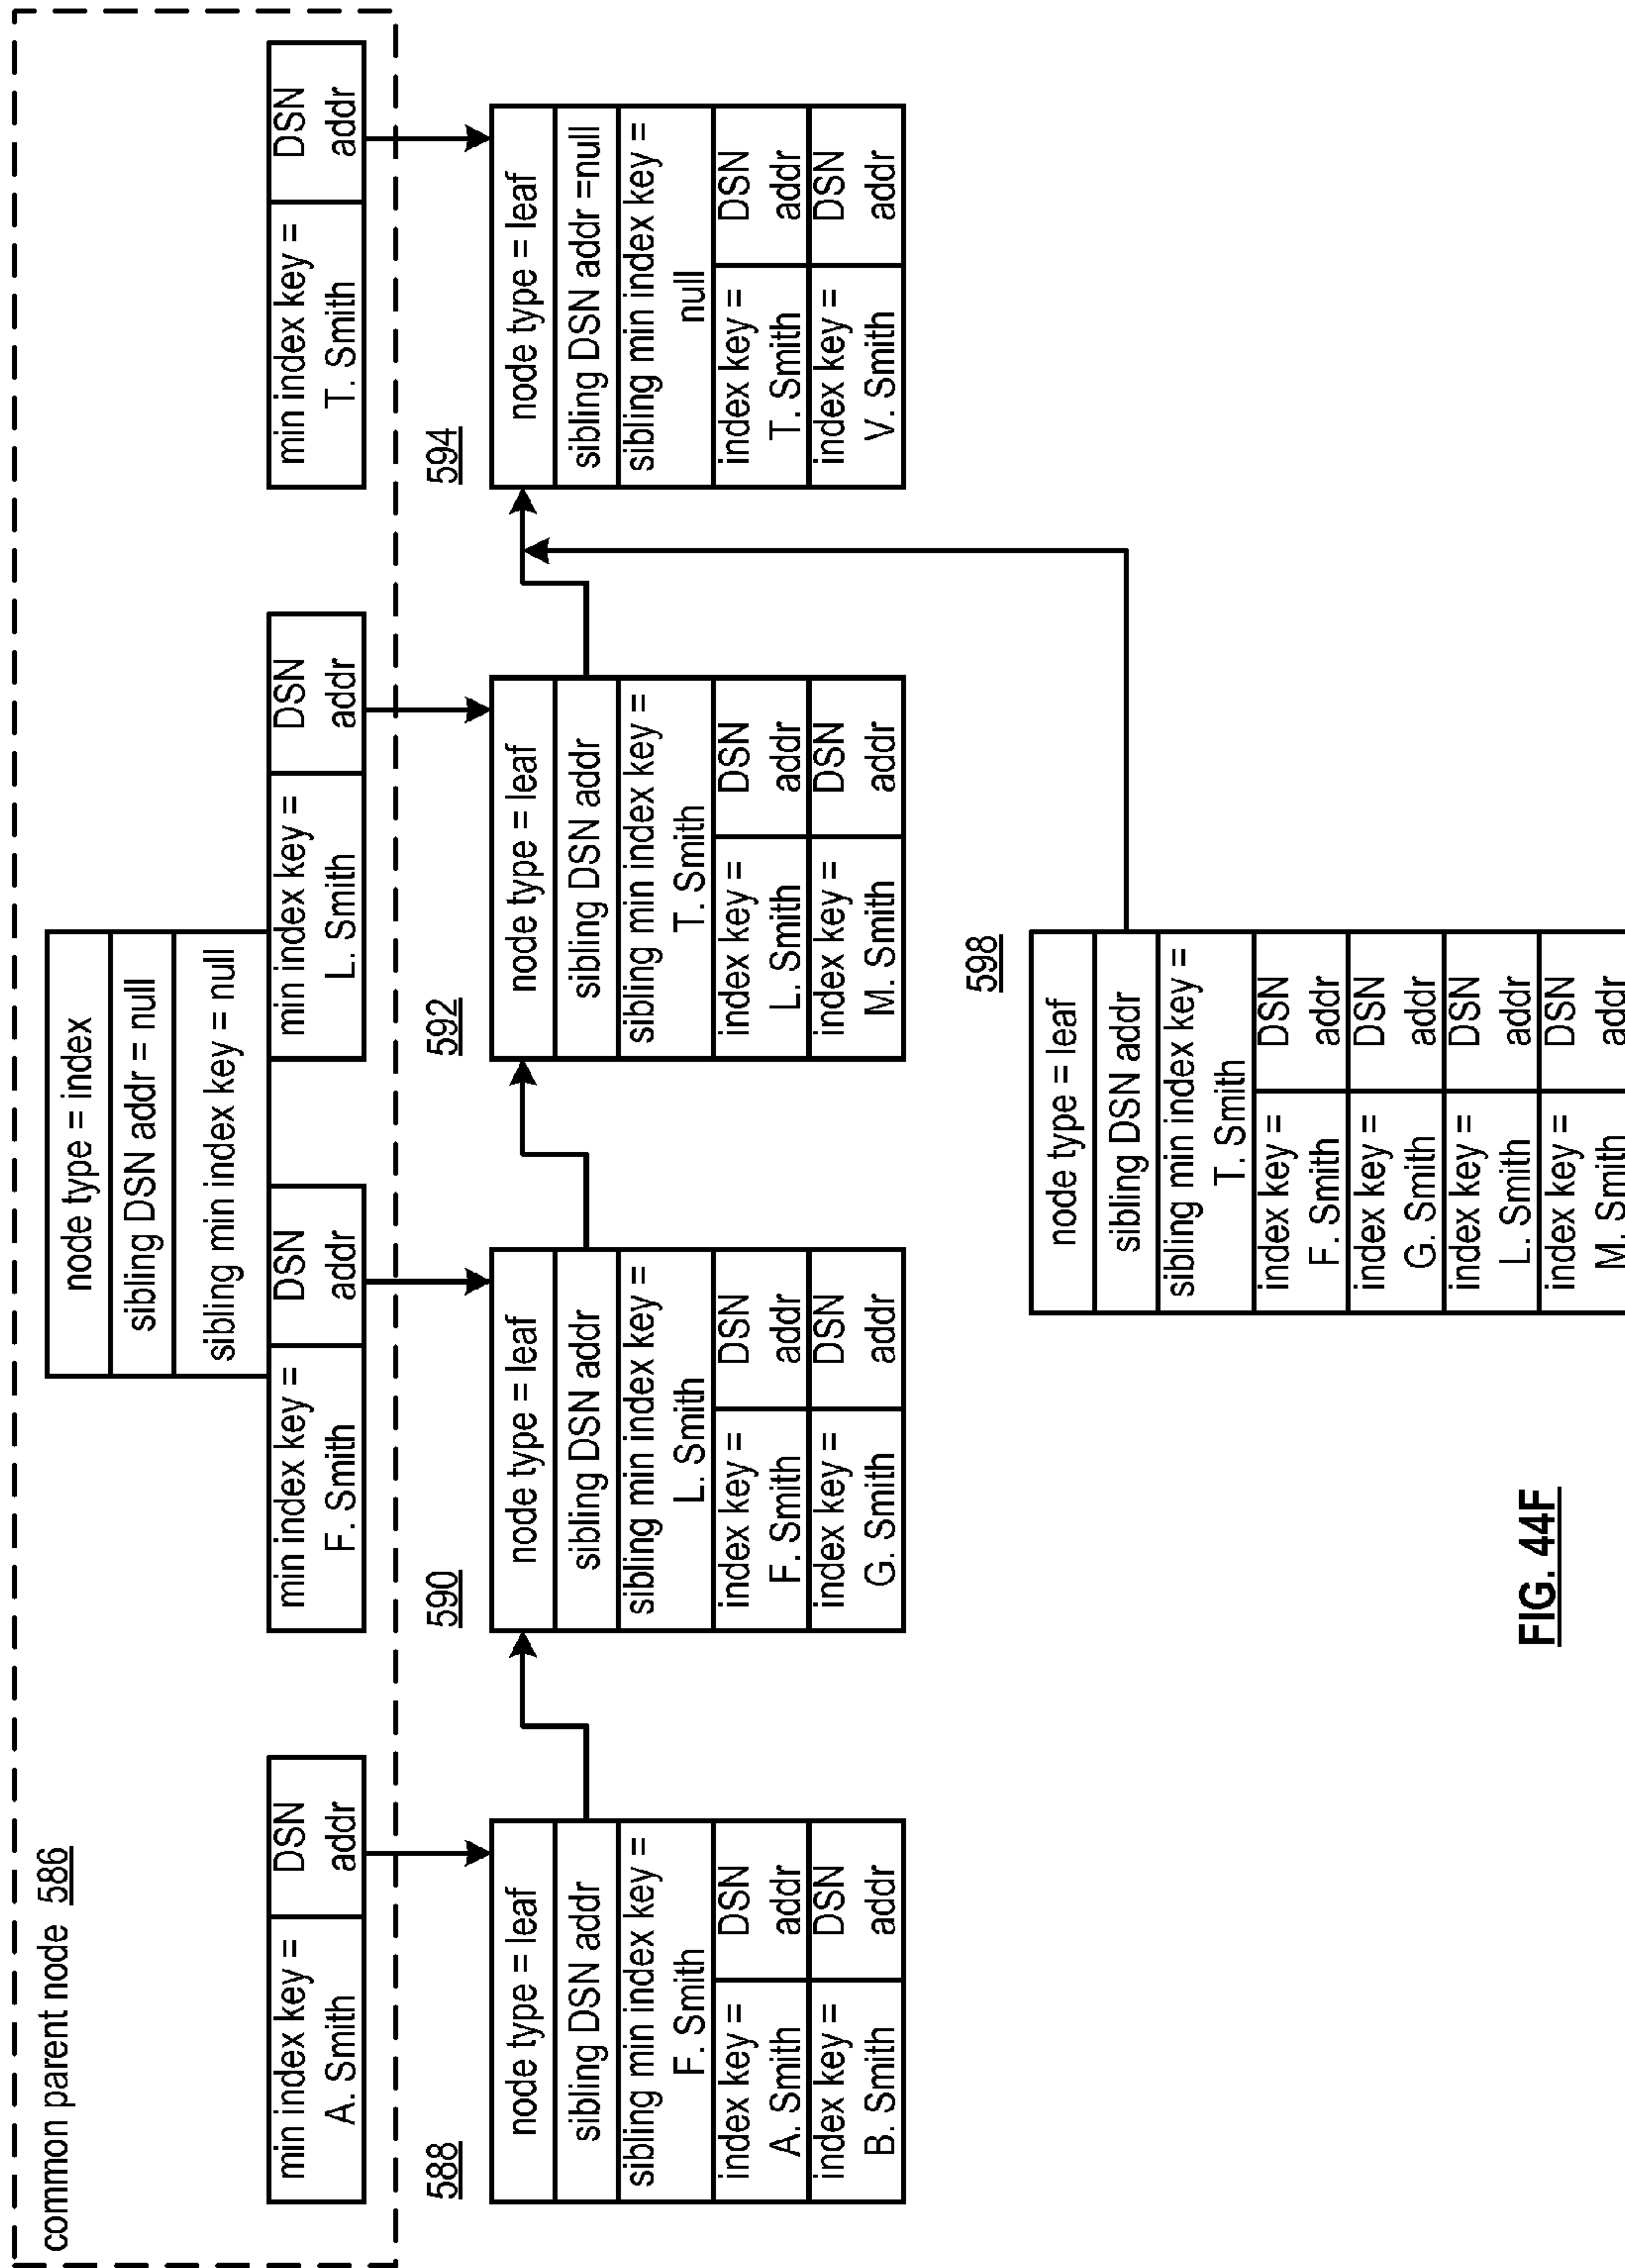 common parent node 586
node type = index
sibling DSN addr = null
sibling min index key = null
min index key =
A. Smith
DSN
addr
min index key =
F. Smith
DSN
addr
min index key =
L. Smith
DSN
addr
min index key =
T. Smith
DSN
addr
588
node type = leaf
sibling DSN addr
sibling min index key =
F. Smith
index key =
A. Smith
DSN
addr
index key =
B. Smith
DSN
addr
590
node type = leaf
sibling DSN addr
sibling min index key =
L. Smith
index key =
F. Smith
DSN
addr
index key =
G. Smith
DSN
addr
592
node type = leaf
sibling DSN addr
sibling min index key =
T. Smith
index key =
L. Smith
DSN
addr
index key =
M. Smith
DSN
addr
594
node type = leaf
sibling DSN addr =null
sibling min index key =
null
index key =
T. Smith
DSN
addr
index key =
V. Smith
DSN
addr
598
node type = leaf
sibling DSN addr
sibling min index key =
T. Smith
index key =
F. Smith
DSN
addr
index key =
G. Smith
DSN
addr
index key =
L. Smith
DSN
addr
index key =
M. Smith
DSN
addr
FIG. 44F